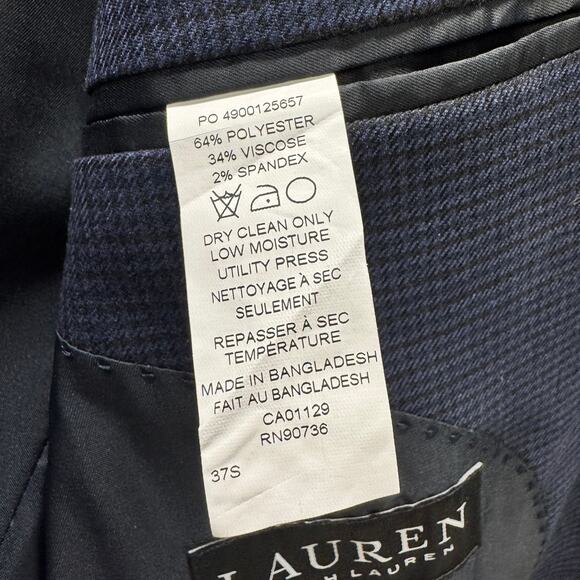 PO 4900125657
64% POLYESTER
34% VISCOSE
2% SPANDEX
DRY CLEAN ONLY
LOW MOISTURE
UTILITY PRESS
NETTOYAGE À SEC
SEULEMENT
REPASSER À SEC
TEMPÉRATURE
MADE IN BANGLADESH
FAIT AU BANGLADESH
CA01129
RN90736
37S
LAUREN
H LAUREN